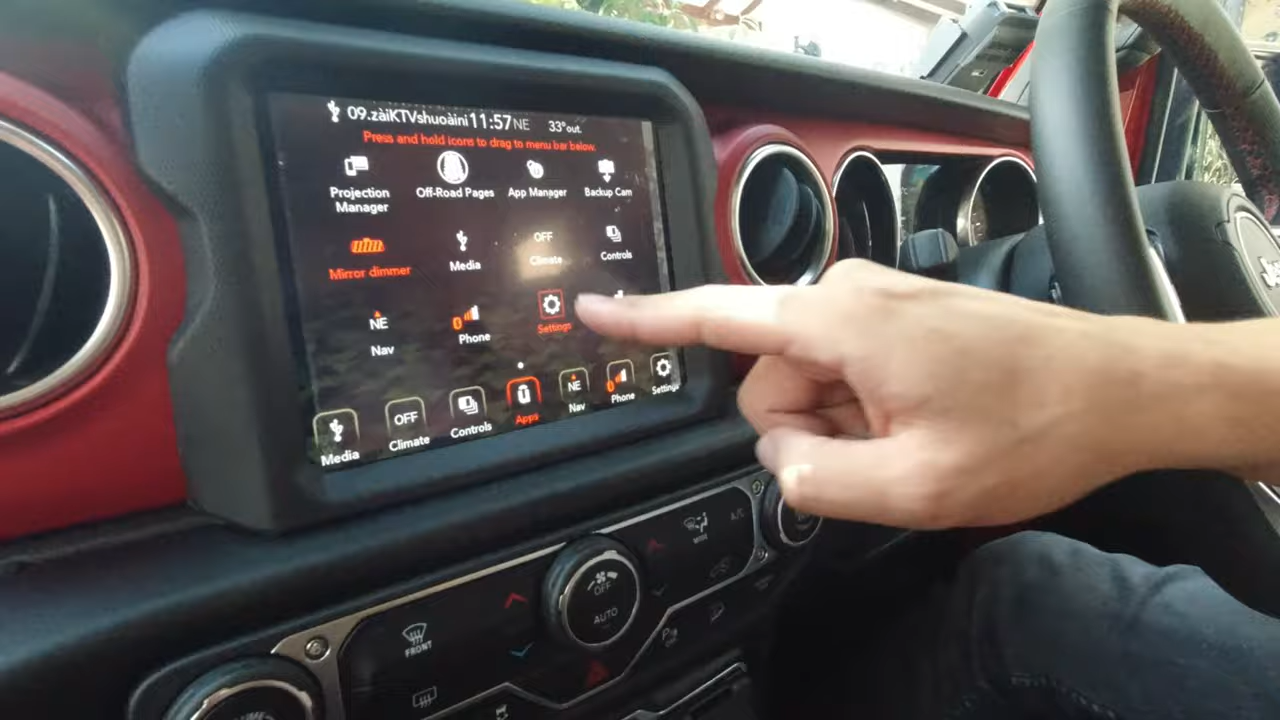 09.zàiKTVshuoàini 11:57 NE 33° out.
Press and hold icons to drag to menu bar below.
Projection Manager
Off-Road Pages
App Manager
Backup Cam
Mirror dimmer
Media
OFF
Climate
Controls
NE
Nav
Phone
Settings
Media
OFF
Climate
Controls
Apps
NE
Nav
Phone
Settings
FRONT
OFF
AUTO
MODE
A/C